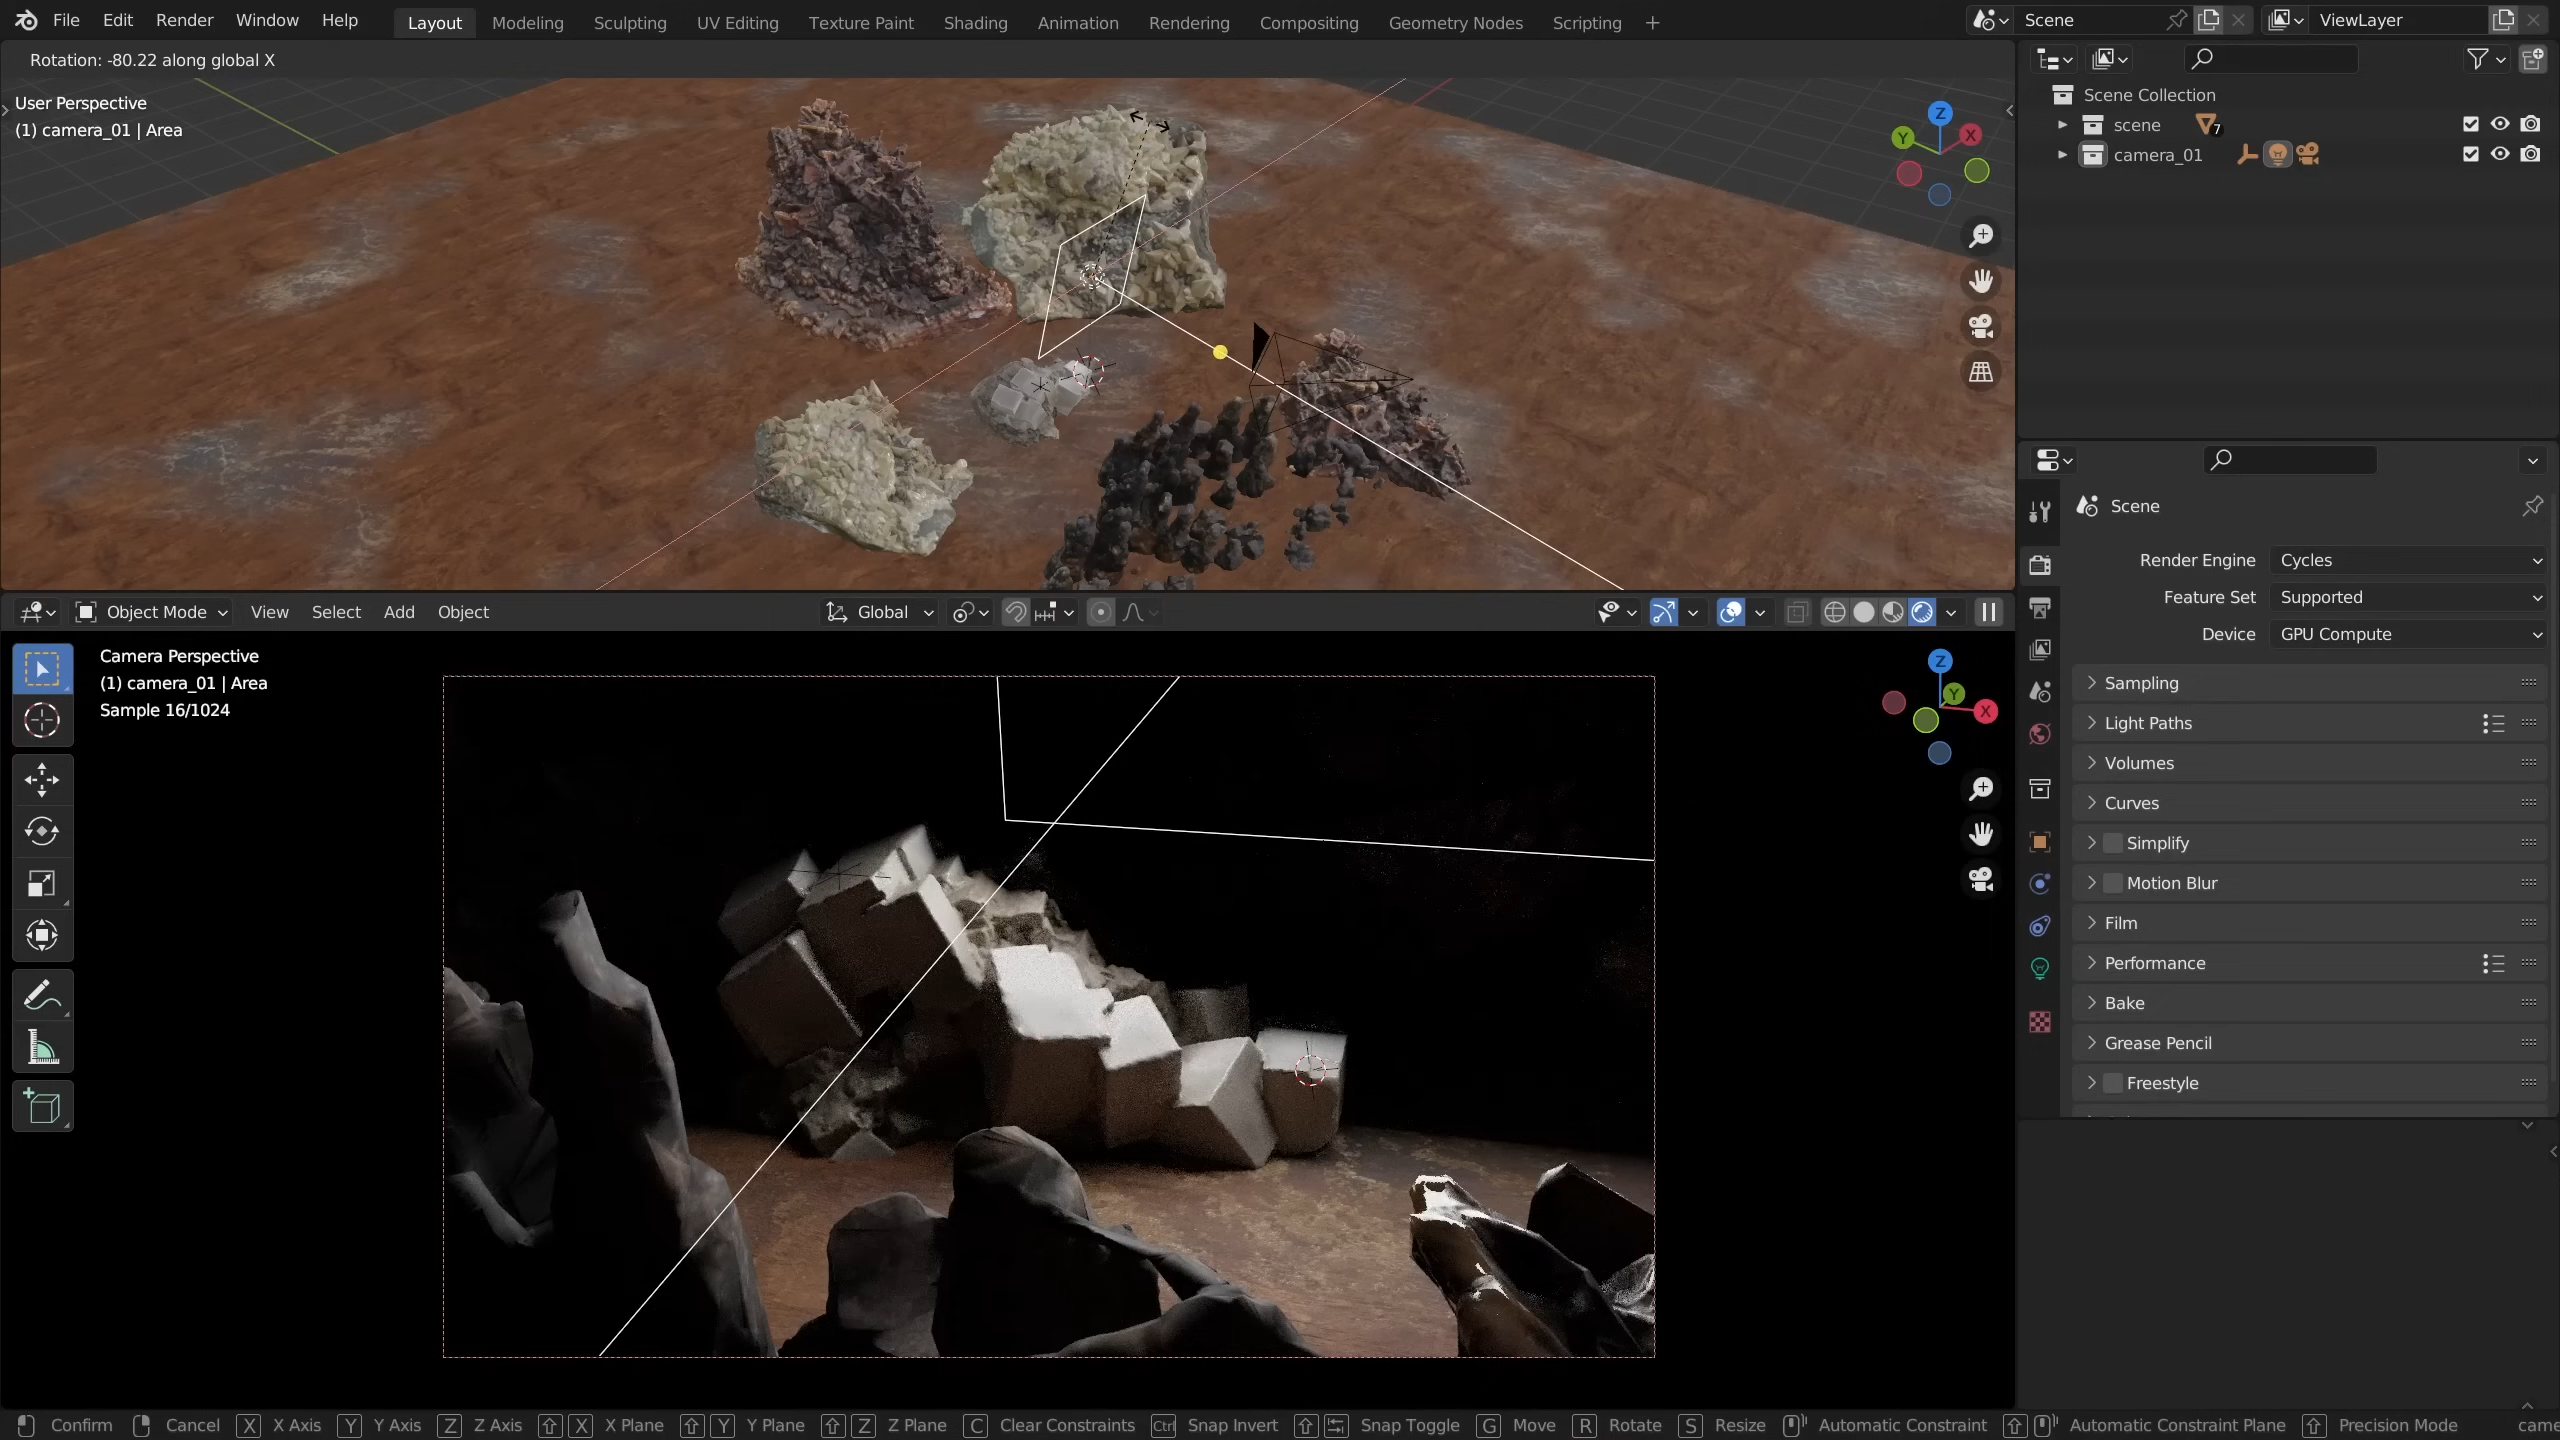 File Edit Render Window Help Layout Modeling Sculpting UV Editing Texture Paint Shading Animation Rendering Compositing Geometry Nodes Scripting + Scene ViewLayer
Rotation: -80.22 along global X
User Perspective
(1) camera_01 | Area
Z
Y
X
Scene Collection
scene 7
camera_01
Scene
Render Engine Cycles
Feature Set Supported
Device GPU Compute
Sampling
Light Paths
Volumes
Curves
Simplify
Motion Blur
Film
Performance
Bake
Grease Pencil
Freestyle
Object Mode View Select Add Object Global
Camera Perspective
(1) camera_01 | Area
Sample 16/1024
Z
Y
X
Confirm Cancel X X Axis Y Y Axis Z Z Axis X X Plane Y Y Plane Z Z Plane C Clear Constraints Ctrl Snap Invert Snap Toggle G Move R Rotate S Resize Automatic Constraint Automatic Constraint Plane Precision Mode came